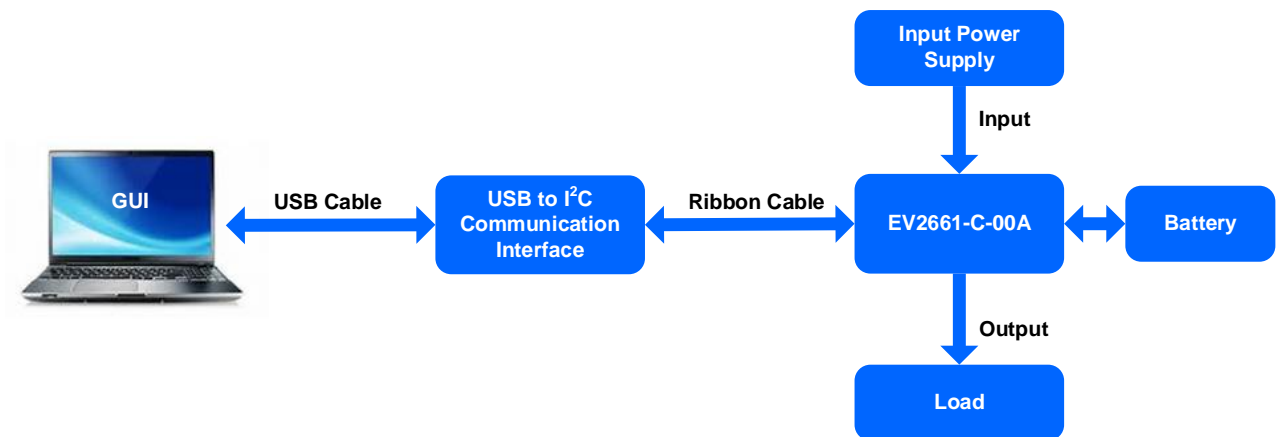 Input Power
Supply
Input
GUI
USB Cable
USB to I²C
Communication
Interface
Ribbon Cable
EV2661-C-00A
Battery
Output
Load